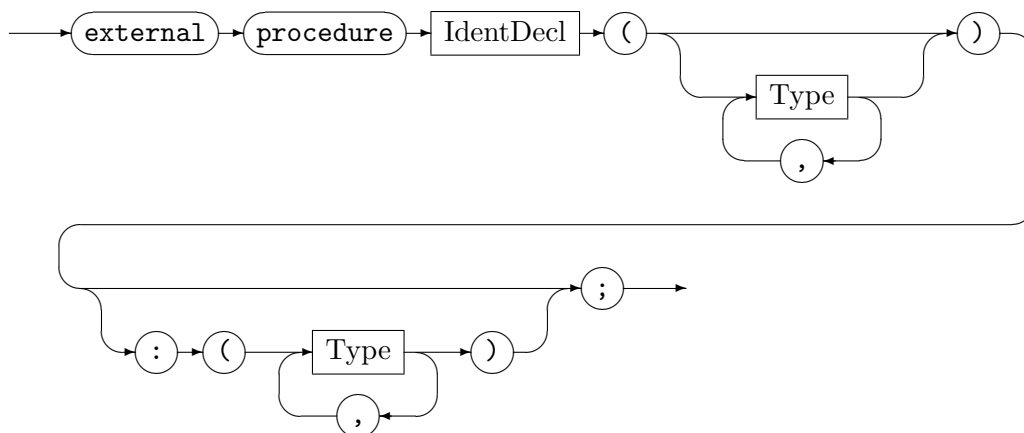 external procedure IdentDecl ( )
Type
,
;
: ( Type )
,